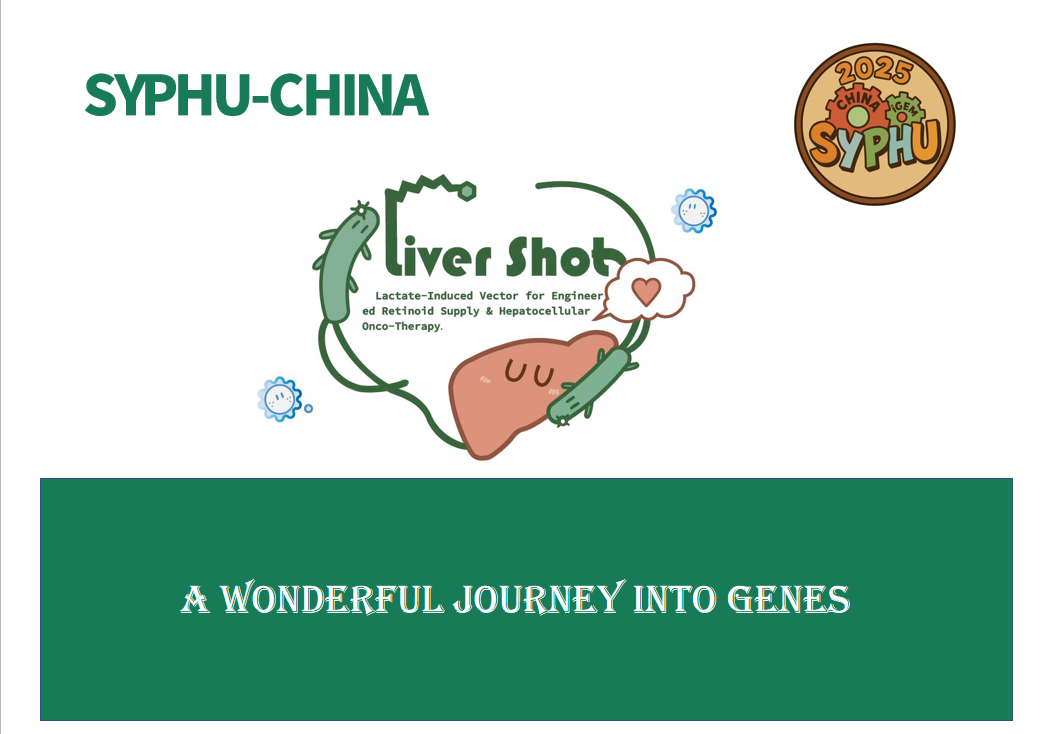 SYPHU-CHINA
2025
CHINA
iGEM
SYPHU
Liver Shot
Lactate-Induced Vector for Engineer
ed Retinoid Supply & Hepatocellular
Onco-Therapy.
A WONDERFUL JOURNEY INTO GENES